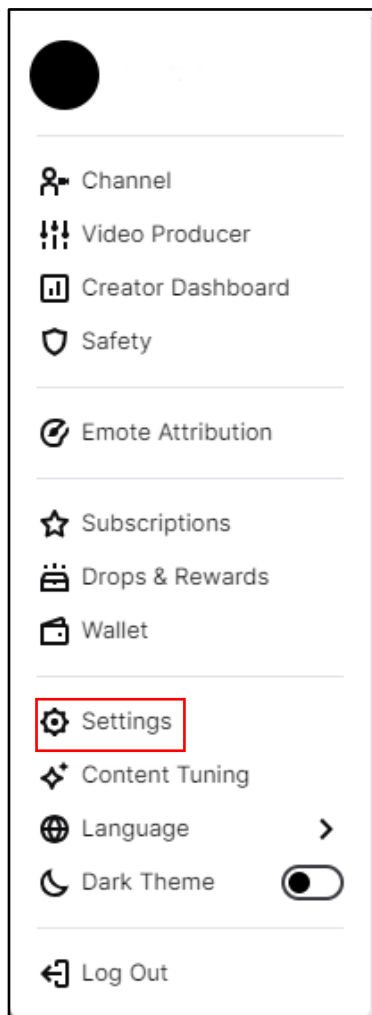 Channel
Video Producer
Creator Dashboard
Safety
Emote Attribution
Subscriptions
Drops & Rewards
Wallet
Settings
Content Tuning
Language
Dark Theme
Log Out